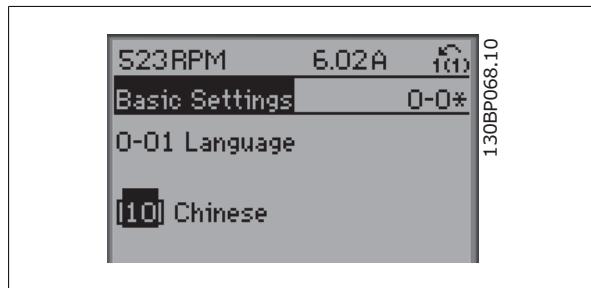 523RPM 6.02A 1(1)
Basic Settings 0-0*
0-01 Language
[10] Chinese
130BP068.10